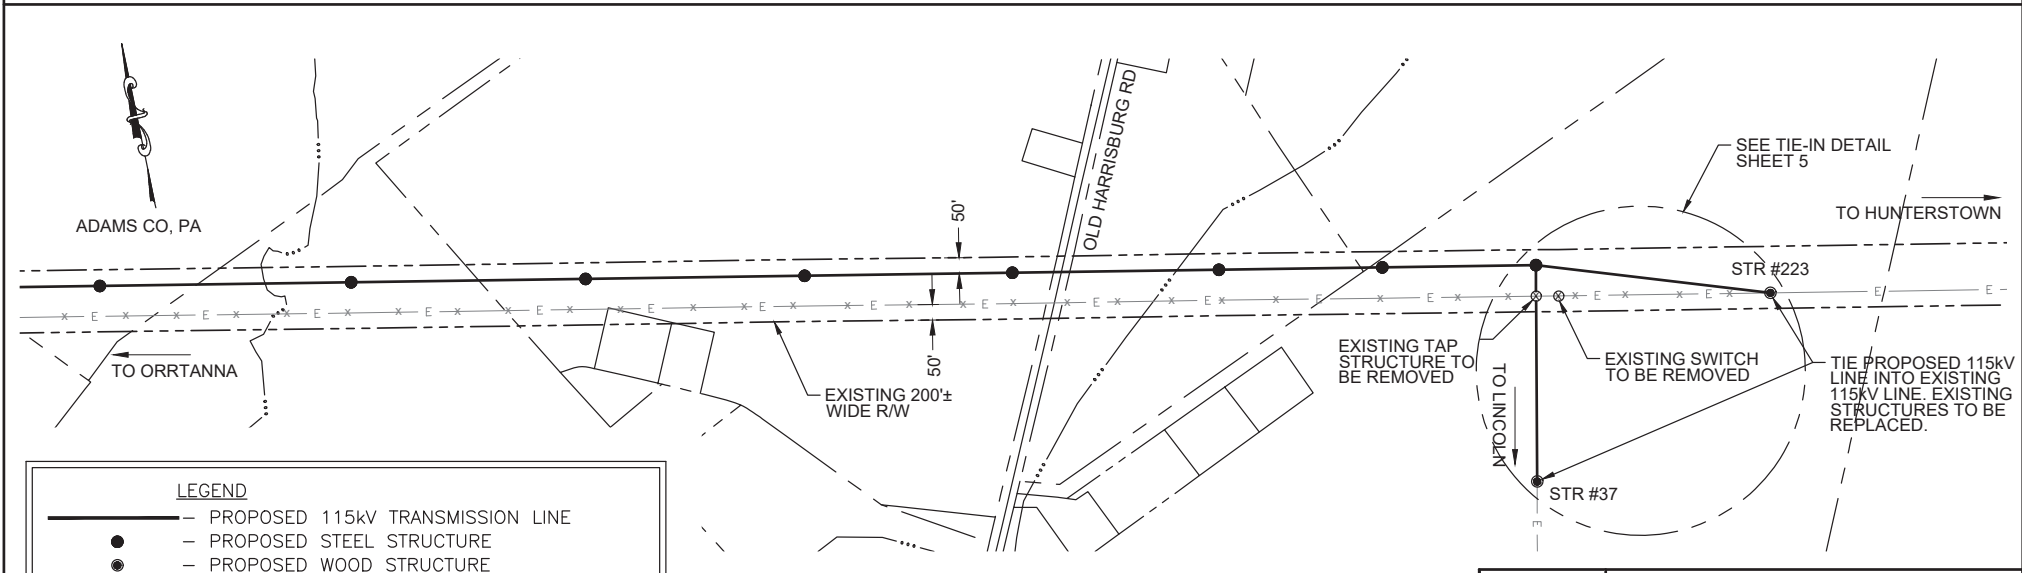 ADAMS CO, PA
50'
OLD HARRISBURG RD
SEE TIE-IN DETAIL
SHEET 5
TO HUNTERSTOWN
STR #223
x E x x E x x E x x E x x E x x E x x E x x E x x E x x E x x E x x E x E E
TO ORRTANNA
50'
EXISTING 200'±
WIDE R/W
EXISTING TAP
STRUCTURE TO
BE REMOVED
EXISTING SWITCH
TO BE REMOVED
TIE PROPOSED 115kV
LINE INTO EXISTING
115kV LINE. EXISTING
STRUCTURES TO BE
REPLACED.
TO LINCOLN
STR #37
E
LEGEND
– PROPOSED 115kV TRANSMISSION LINE
– PROPOSED STEEL STRUCTURE
– PROPOSED WOOD STRUCTURE